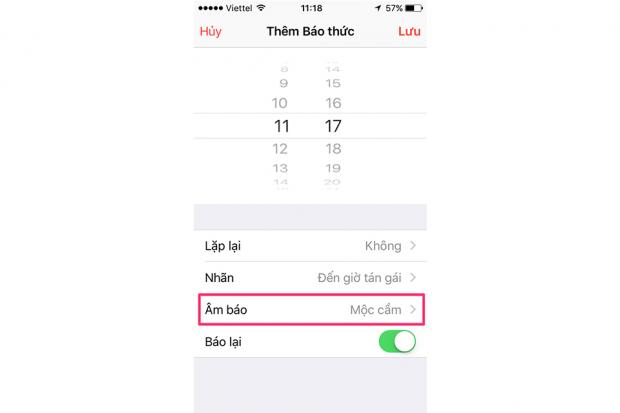 ●●●●● Viettel 11:18 57%
Hủy Thêm Báo thức Lưu
8 14
9 15
10 16
11 17
12 18
13 19
14 20
Lặp lại Không
Nhãn Đến giờ tán gái
Âm báo Mộc cầm
Báo lại